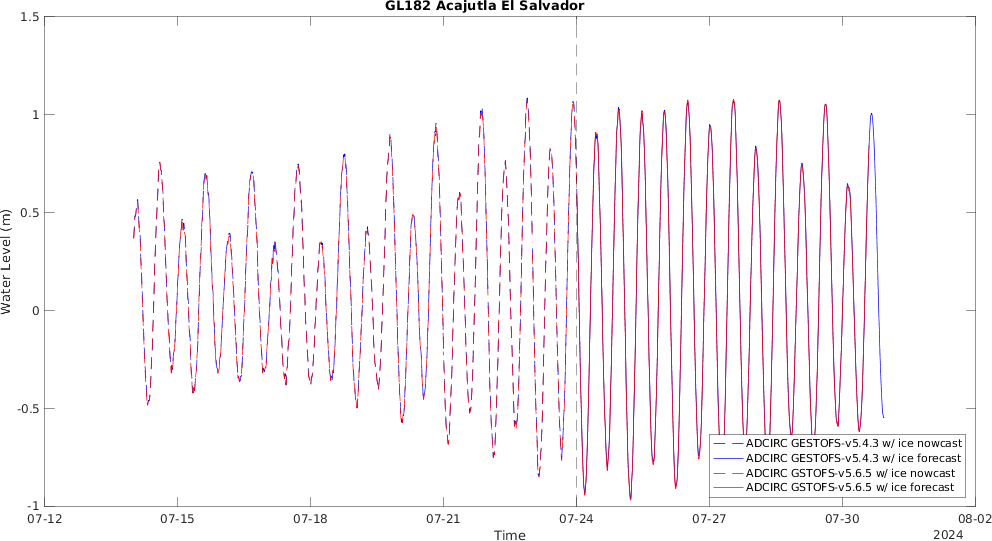 GL182 Acajutla El Salvador
1.5
1
0.5
0
-0.5
-1
Water Level (m)
07-12
07-15
07-18
07-21
07-24
07-27
07-30
08-02
Time
2024
ADCIRC GESTOFS-v5.4.3 w/ ice nowcast
ADCIRC GESTOFS-v5.4.3 w/ ice forecast
ADCIRC GSTOFS-v5.6.5 w/ ice nowcast
ADCIRC GSTOFS-v5.6.5 w/ ice forecast